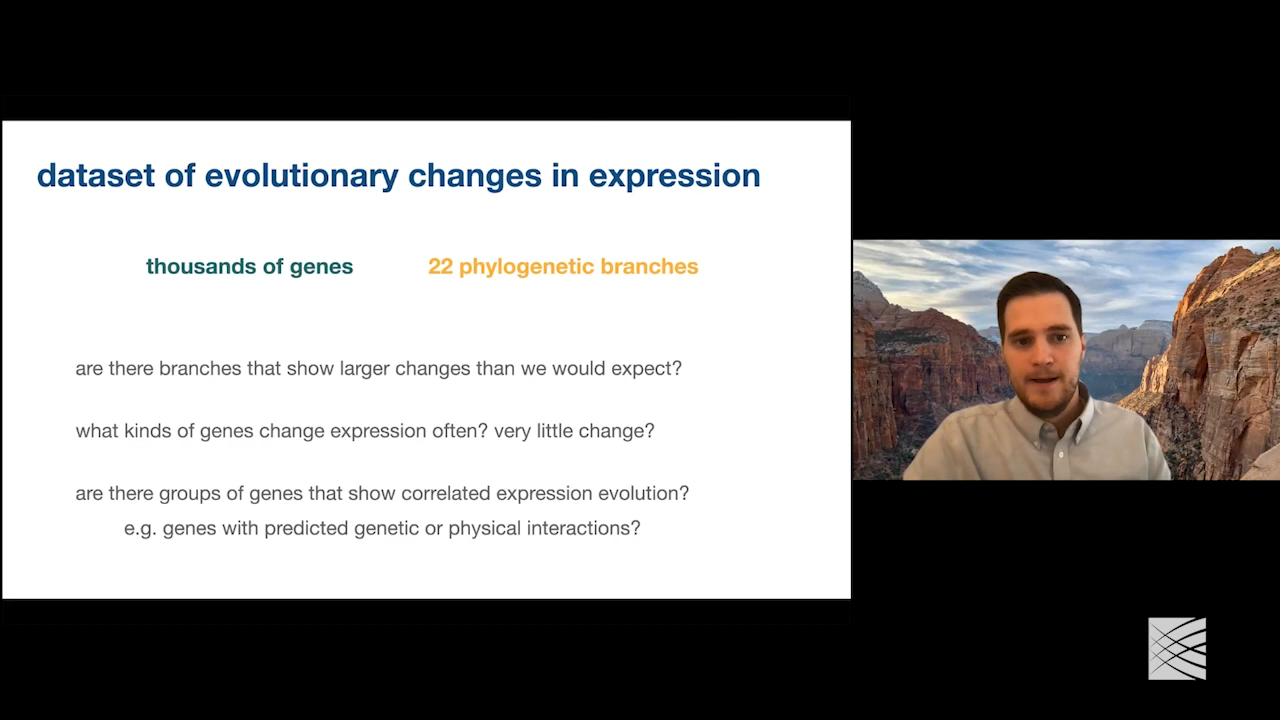 dataset of evolutionary changes in expression
thousands of genes
22 phylogenetic branches
are there branches that show larger changes than we would expect?
what kinds of genes change expression often? very little change?
are there groups of genes that show correlated expression evolution?
e.g. genes with predicted genetic or physical interactions?